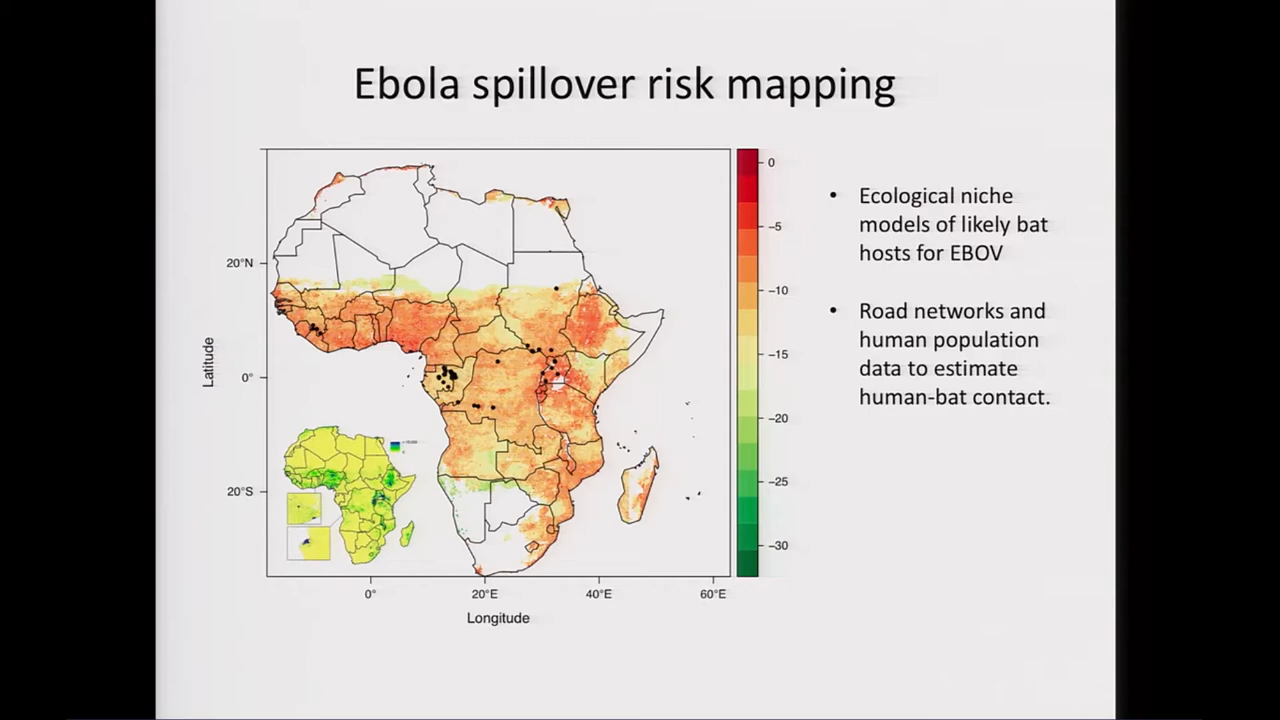 Ebola spillover risk mapping
0
−5
−10
−15
−20
−25
−30
20°N
0°
20°S
Latitude
0°
20°E
40°E
60°E
Longitude
• Ecological niche
models of likely bat
hosts for EBOV
• Road networks and
human population
data to estimate
human-bat contact.